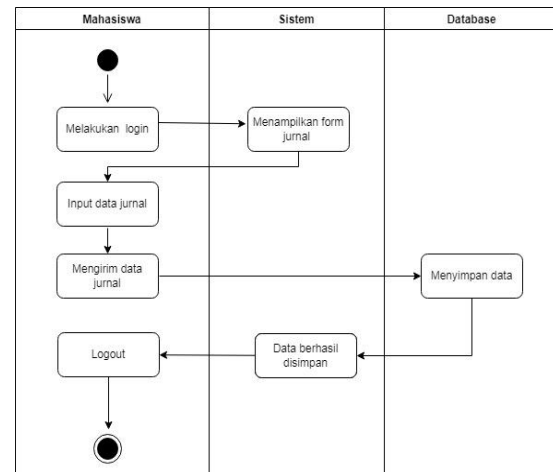 Mahasiswa
Sistem
Database
Melakukan login
Menampilkan form
jurnal
Input data jurnal
Mengirim data
jurnal
Menyimpan data
Data berhasil
disimpan
Logout